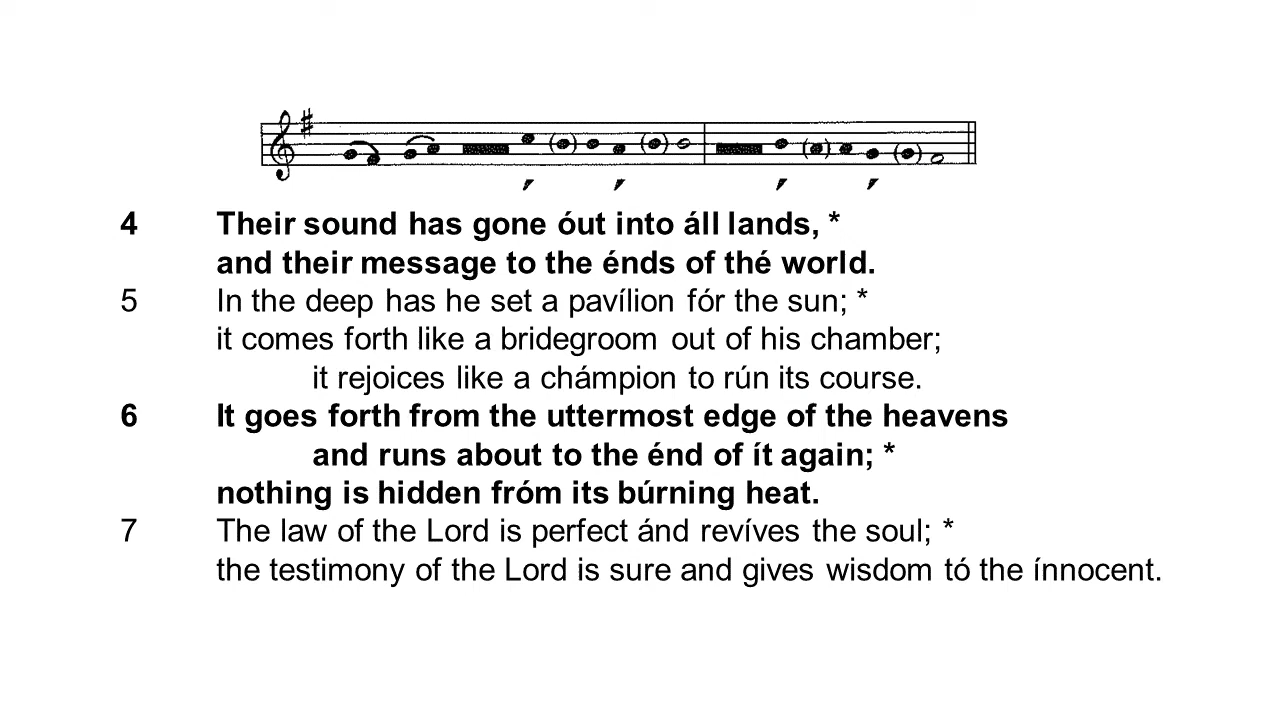 4 Their sound has gone óut into áll lands, *
and their message to the énds of thé world.
5 In the deep has he set a pavílion fór the sun; *
it comes forth like a bridegroom out of his chamber;
it rejoices like a chámpion to rún its course.
6 It goes forth from the uttermost edge of the heavens
and runs about to the énd of ít again; *
nothing is hidden fróm its búrning heat.
7 The law of the Lord is perfect ánd revíves the soul; *
the testimony of the Lord is sure and gives wisdom tó the ínnocent.